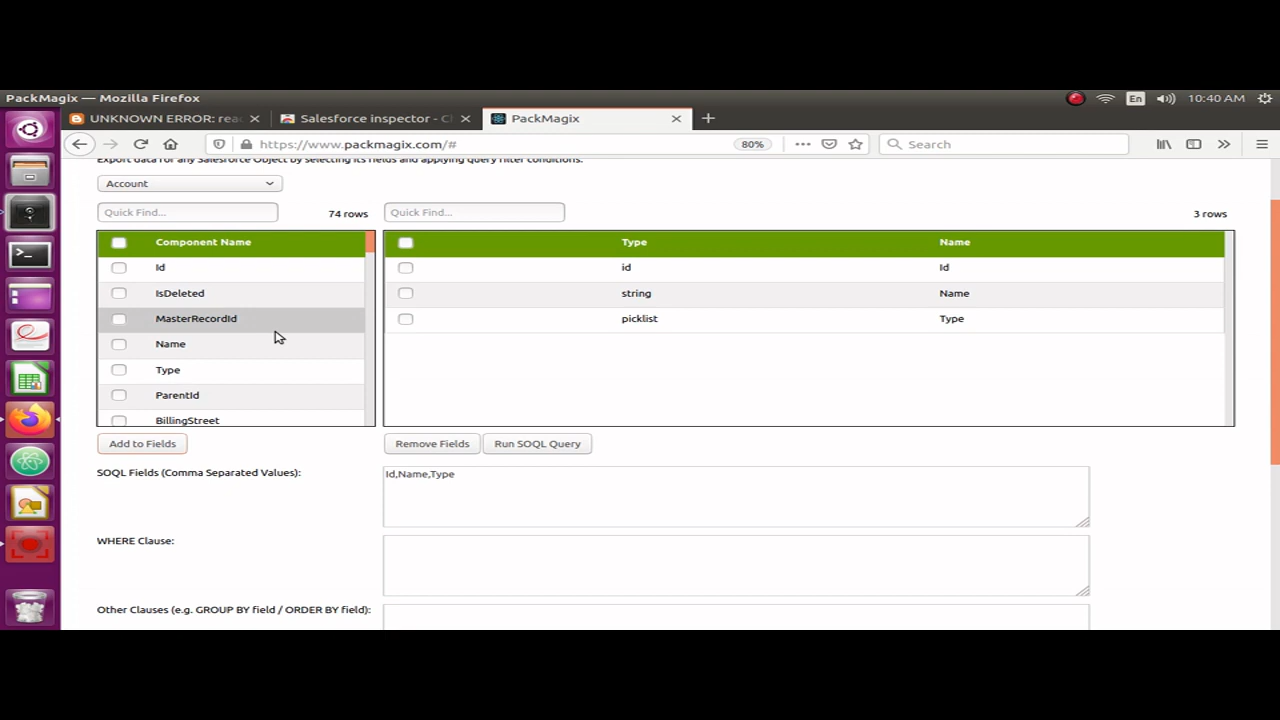 PackMagix — Mozilla Firefox
En
10:40 AM
UNKNOWN ERROR: rea
Salesforce inspector - C
PackMagix
https://www.packmagix.com/#
80%
Search
Export data for any Salesforce Object by selecting its fields and applying query filter conditions.
Account
Quick Find...
74 rows
Quick Find...
3 rows
Component Name
Type
Name
Id
id
Id
IsDeleted
string
Name
MasterRecordId
picklist
Type
Name
Type
ParentId
BillingStreet
Add to Fields
Remove Fields
Run SOQL Query
SOQL Fields (Comma Separated Values):
Id,Name,Type
WHERE Clause:
Other Clauses (e.g. GROUP BY field / ORDER BY field):